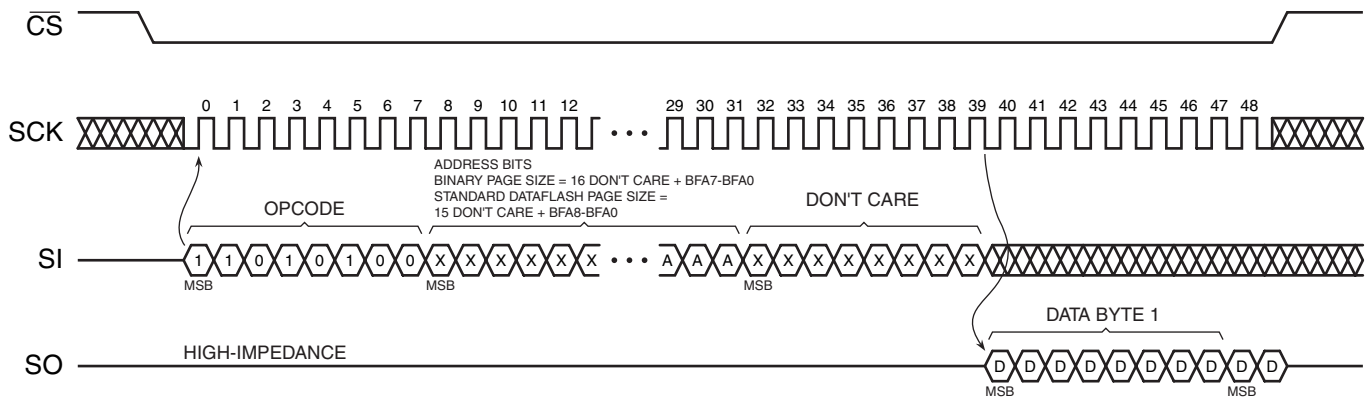 CS
0 1 2 3 4 5 6 7 8 9 10 11 12 29 30 31 32 33 34 35 36 37 38 39 40 41 42 43 44 45 46 47 48
SCK • • •
ADDRESS BITS
BINARY PAGE SIZE = 16 DON'T CARE + BFA7-BFA0
STANDARD DATAFLASH PAGE SIZE =
15 DON'T CARE + BFA8-BFA0
OPCODE
DON'T CARE
SI 1 1 0 1 0 1 0 0 X X X X X X • • • A A A X X X X X X X X
MSB MSB MSB
DATA BYTE 1
HIGH-IMPEDANCE
SO D D D D D D D D D D
MSB MSB